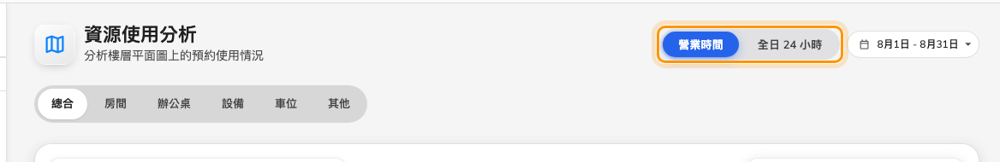 資源使用分析
分析樓層平面圖上的預約使用情況
營業時間
全日 24 小時
8月1日 - 8月31日
總合
房間
辦公桌
設備
車位
其他